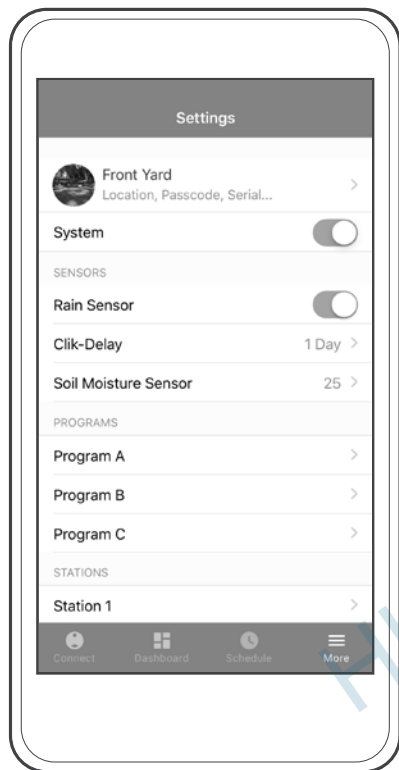 Settings
Front Yard
Location, Passcode, Serial...
System
SENSORS
Rain Sensor
Clik-Delay 1 Day
Soil Moisture Sensor 25
PROGRAMS
Program A
Program B
Program C
STATIONS
Station 1
Connect Dashboard Schedule More